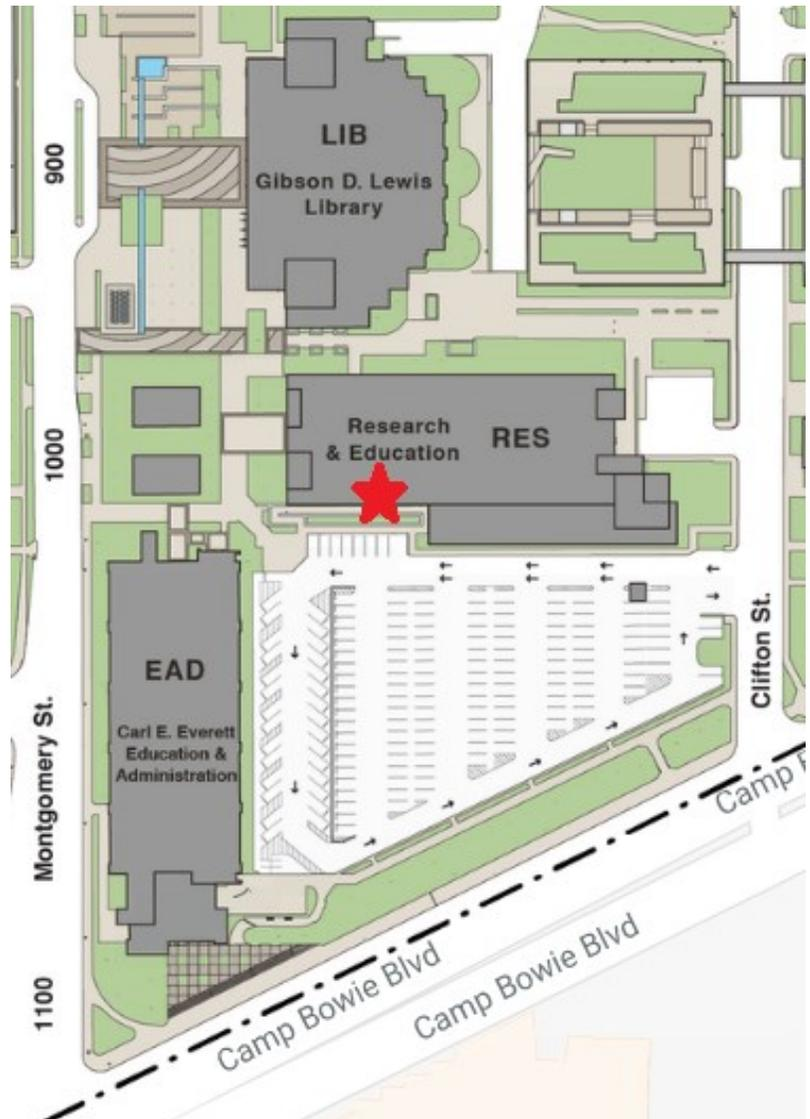 LIB
Gibson D. Lewis
Library
900
Research
& Education
RES
1000
EAD
Carl E. Everett
Education &
Administration
Montgomery St.
Clifton St.
1100
Camp Bowie Blvd
Camp Bowie Blvd
Camp